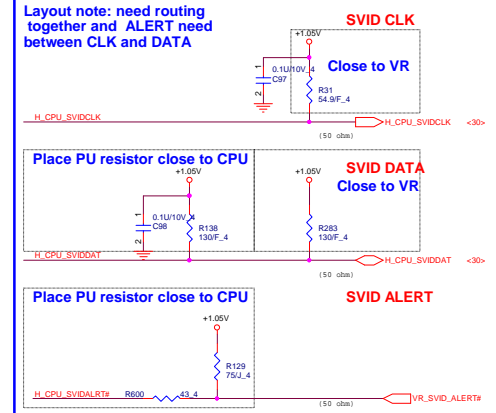 Layout note: need routing
together and ALERT need
between CLK and DATA
SVID CLK
+1.05V
Close to VR
1
0.1U/10V_4
C97
2
R31
54.9/F_4
H_CPU_SVIDCLK
H_CPU_SVIDCLK <30>
(50 ohm)
Place PU resistor close to CPU
SVID DATA
Close to VR
+1.05V
+1.05V
1
0.1U/10V_4
C98
2
R138
130/F_4
R283
130/F_4
H_CPU_SVIDDAT
H_CPU_SVIDDAT <30>
(50 ohm)
Place PU resistor close to CPU
SVID ALERT
+1.05V
R129
75/J_4
H_CPU_SVIDALRT#
R600
43_4
VR_SVID_ALERT#
(50 ohm)